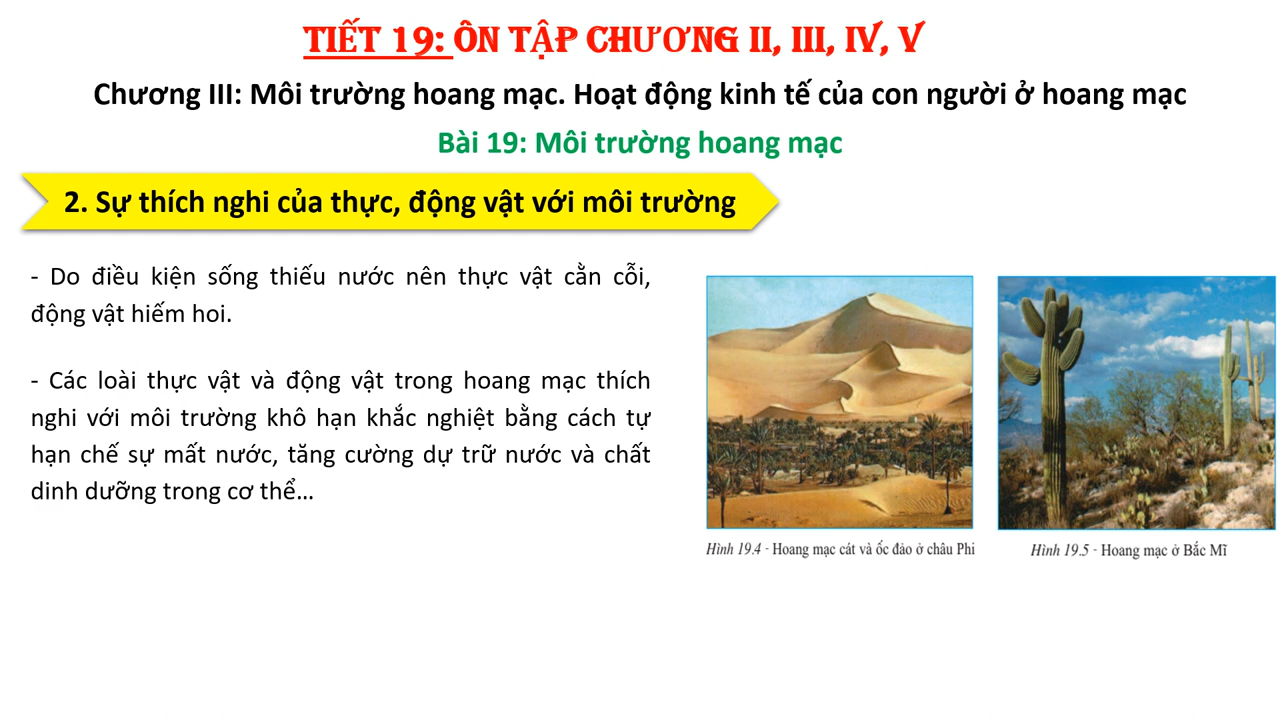 TIẾT 19: ÔN TẬP CHƯƠNG II, III, IV, V
Chương III: Môi trường hoang mạc. Hoạt động kinh tế của con người ở hoang mạc
Bài 19: Môi trường hoang mạc
2. Sự thích nghi của thực, động vật với môi trường
- Do điều kiện sống thiếu nước nên thực vật cằn cỗi,
động vật hiếm hoi.
- Các loài thực vật và động vật trong hoang mạc thích
nghi với môi trường khô hạn khắc nghiệt bằng cách tự
hạn chế sự mất nước, tăng cường dự trữ nước và chất
dinh dưỡng trong cơ thể...
Hình 19.4 - Hoang mạc cát và ốc đảo ở châu Phi
Hình 19.5 - Hoang mạc ở Bắc Mĩ